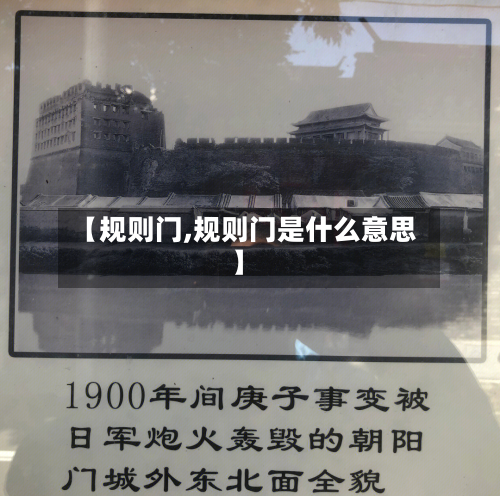 【规则门,规则门是什么意思
】
1900年间庚子事变被
日军炮火轰毁的朝阳
门城外东北面全貌